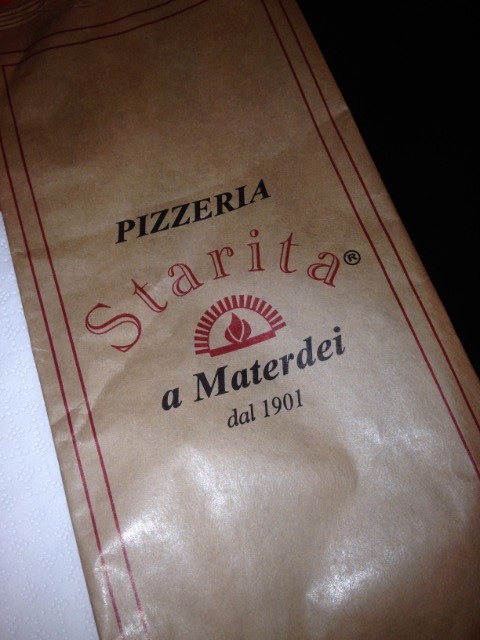 PIZZERIA
Starita®
a Materdei
dal 1901